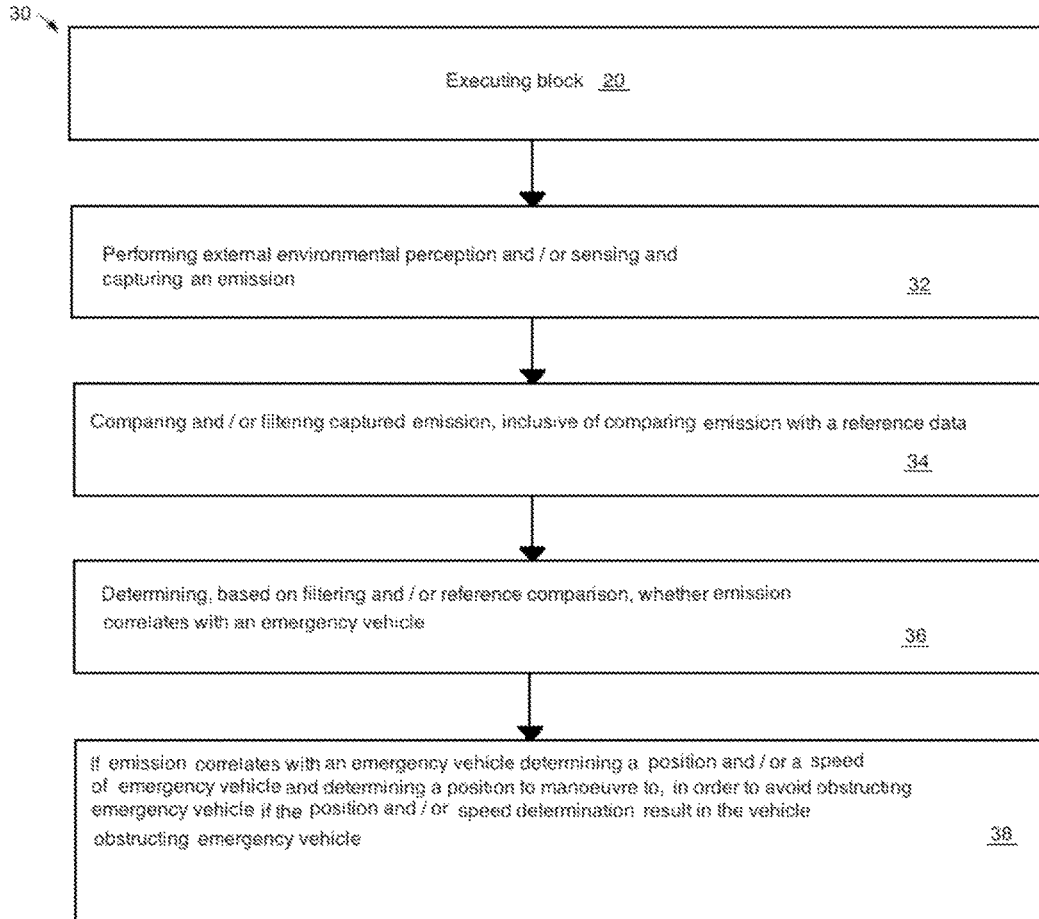 30
Executing block 20
Performing external environmental perception and / or sensing and
capturing an emission
32
Comparing and / or filtering captured emission, inclusive of comparing emission with a reference data
34
Determining, based on filtering and / or reference comparison, whether emission
correlates with an emergency vehicle
36
If emission correlates with an emergency vehicle determining a position and / or a speed
of emergency vehicle and determining a position to manoeuvre to, in order to avoid obstructing
emergency vehicle if the position and / or speed determination result in the vehicle
obstructing emergency vehicle
38